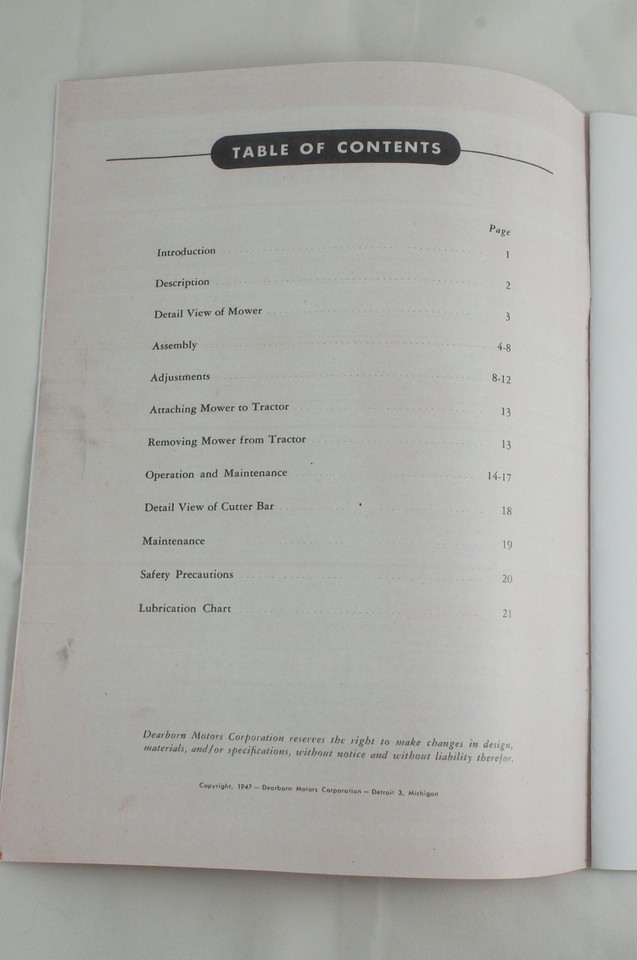 TABLE OF CONTENTS
Page
Introduction 1
Description 2
Detail View of Mower 3
Assembly 4-8
Adjustments 8-12
Attaching Mower to Tractor 13
Removing Mower from Tractor 13
Operation and Maintenance 14-17
Detail View of Cutter Bar 18
Maintenance 19
Safety Precautions 20
Lubrication Chart 21
Dearborn Motors Corporation reserves the right to make changes in design,
materials, and/or specifications, without notice and without liability therefor.
Copyright, 1947 — Dearborn Motors Corporation — Detroit 3, Michigan